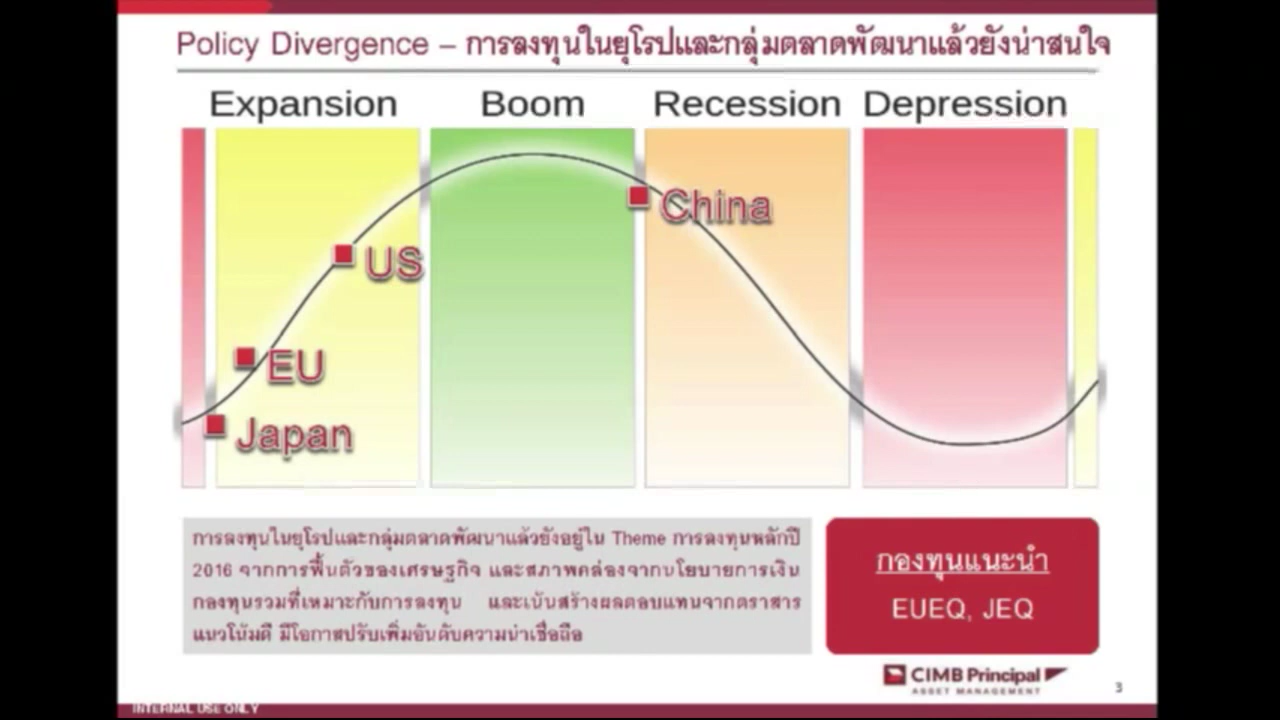 Policy Divergence – การลงทุนในยุโรปและกลุ่มตลาดพัฒนาแล้วยังน่าสนใจ
Expansion Boom Recession Depression
China
US
EU
Japan
การลงทุนในยุโรปและกลุ่มตลาดพัฒนาแล้วยังอยู่ใน Theme การลงทุนหลักปี
2016 จากการฟื้นตัวของเศรษฐกิจ และสภาพคล่องจากนโยบายการเงิน
กองทุนรวมที่เหมาะกับการลงทุน และเน้นสร้างผลตอบแทนจากตราสาร
แนวโน้มดี มีโอกาสปรับเพิ่มอันดับความน่าเชื่อถือ
กองทุนแนะนำ
EUEQ, JEQ
CIMB Principal
ASSET MANAGEMENT
3
INTERNAL USE ONLY